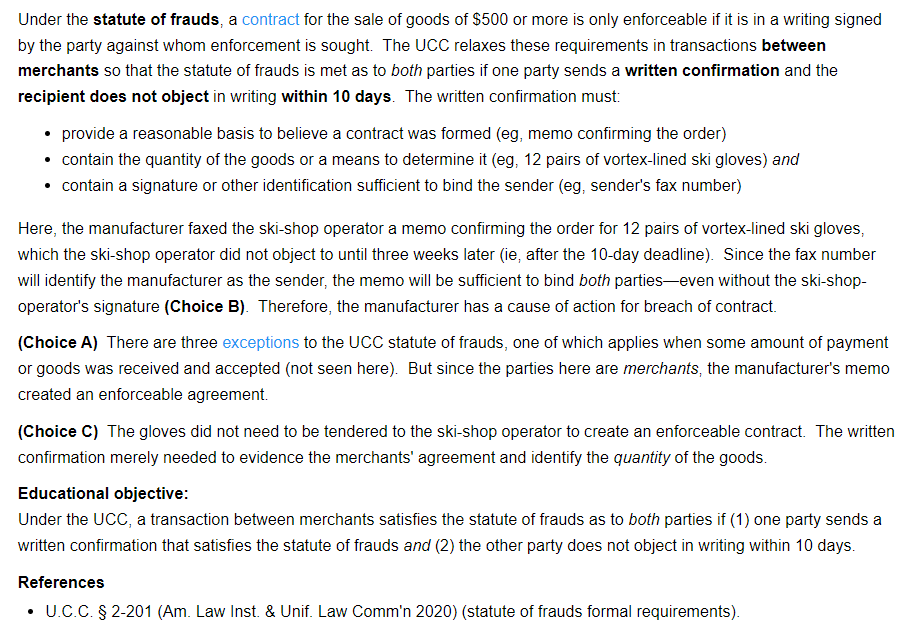 Under the statute of frauds, a contract for the sale of goods of $500 or more is only enforceable if it is in a writing signed
by the party against whom enforcement is sought.  The UCC relaxes these requirements in transactions between
merchants so that the statute of frauds is met as to both parties if one party sends a written confirmation and the
recipient does not object in writing within 10 days.  The written confirmation must:
• provide a reasonable basis to believe a contract was formed (eg, memo confirming the order)
• contain the quantity of the goods or a means to determine it (eg, 12 pairs of vortex-lined ski gloves) and
• contain a signature or other identification sufficient to bind the sender (eg, sender's fax number)
Here, the manufacturer faxed the ski-shop operator a memo confirming the order for 12 pairs of vortex-lined ski gloves,
which the ski-shop operator did not object to until three weeks later (ie, after the 10-day deadline).  Since the fax number
will identify the manufacturer as the sender, the memo will be sufficient to bind both parties—even without the ski-shop-
operator's signature (Choice B).  Therefore, the manufacturer has a cause of action for breach of contract.
(Choice A)  There are three exceptions to the UCC statute of frauds, one of which applies when some amount of payment
or goods was received and accepted (not seen here).  But since the parties here are merchants, the manufacturer's memo
created an enforceable agreement.
(Choice C)  The gloves did not need to be tendered to the ski-shop operator to create an enforceable contract.  The written
confirmation merely needed to evidence the merchants' agreement and identify the quantity of the goods.
Educational objective:
Under the UCC, a transaction between merchants satisfies the statute of frauds as to both parties if (1) one party sends a
written confirmation that satisfies the statute of frauds and (2) the other party does not object in writing within 10 days.
References
• U.C.C. § 2-201 (Am. Law Inst. & Unif. Law Comm'n 2020) (statute of frauds formal requirements).